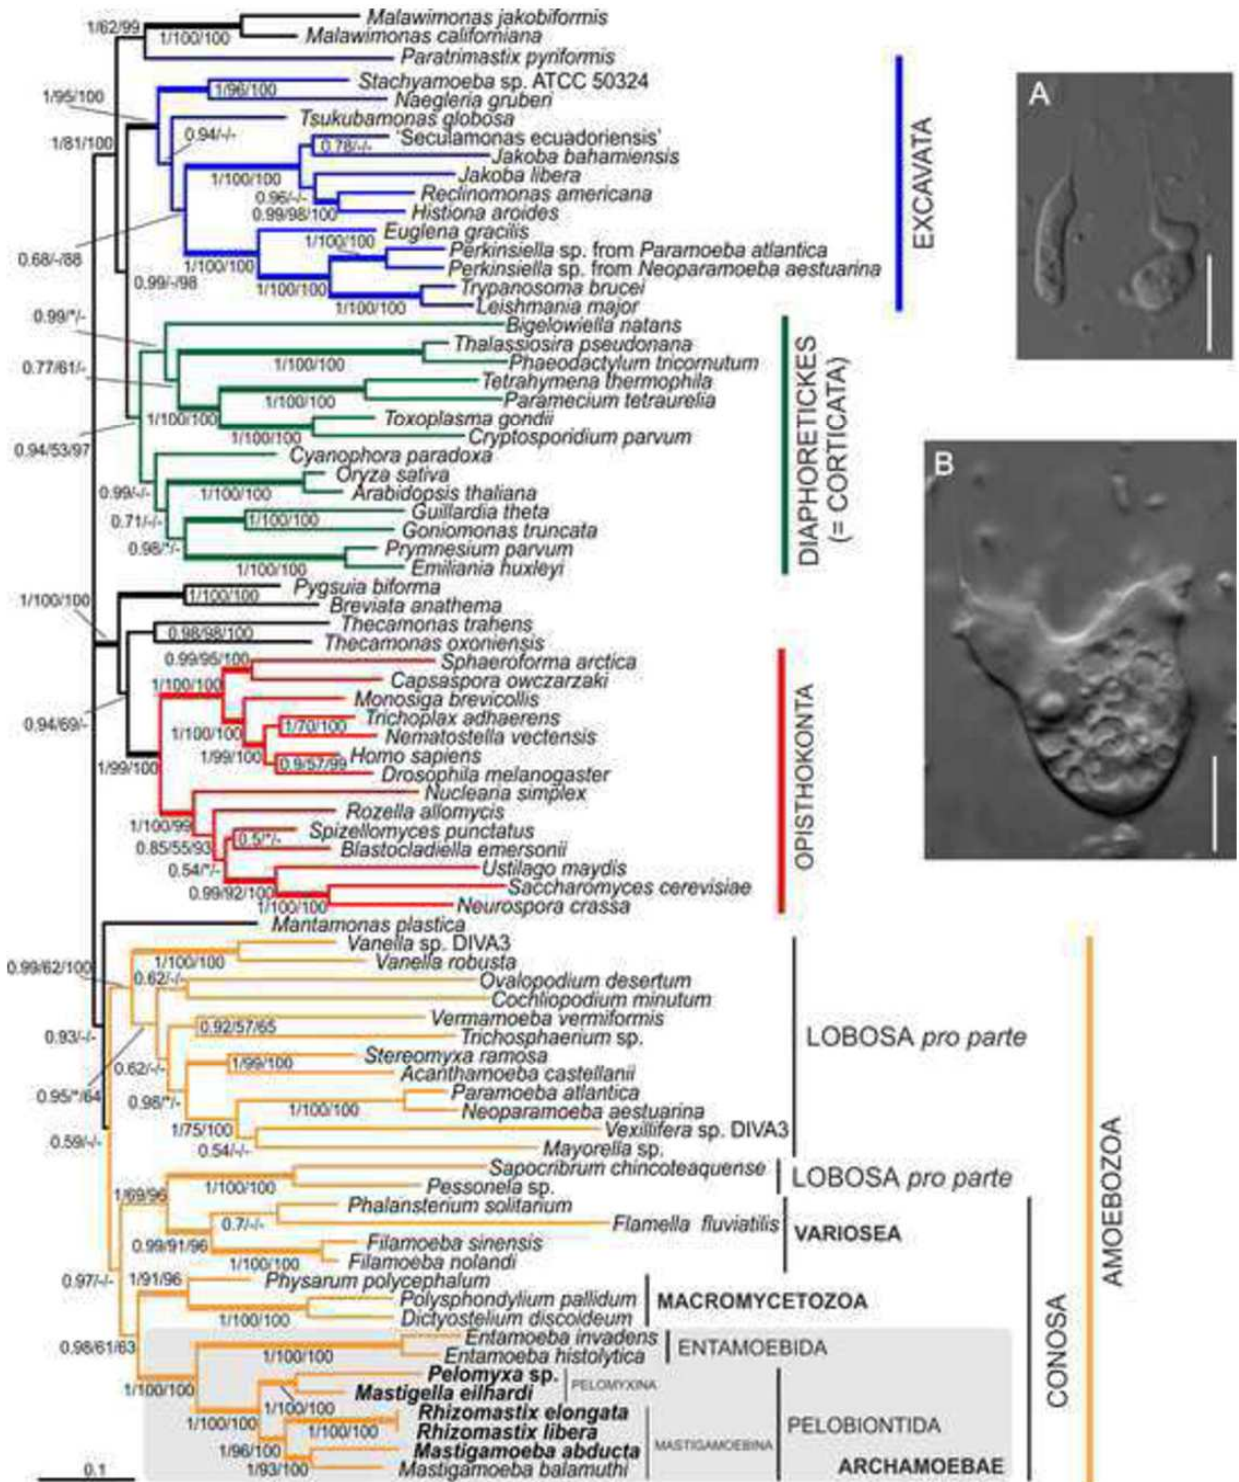 Malawimonas jakobiformis
1/62/99
1/100/100
Malawimonas californiana
Paratrimastix pyriformis
Stachyamoeba sp. ATCC 50324
1/96/100
1/95/100
Naegleria gruberi
Tsukubamonas globosa
0.94/-/-
'Seculamonas ecuadoriensis'
1/81/100
0.78/-/-
Jakoba bahamiensis
1/100/100
Jakoba libera
0.96/-/-
Reclinomonas americana
0.99/98/100
Histiona aroides
Euglena gracilis
1/100/100
Perkinsiella sp. from Paramoeba atlantica
0.68/-/88
1/100/100
Perkinsiella sp. from Neoparamoeba aestuarina
0.99/-/98
1/100/100
Trypanosoma brucei
1/100/100
Leishmania major
EXCAVATA
0.99/*/-
Bigelowiella natans
Thalassiosira pseudonana
1/100/100
Phaeodactylum tricornutum
0.77/61/-
Tetrahymena thermophila
1/100/100
Paramecium tetraurelia
1/100/100
Toxoplasma gondii
1/100/100
Cryptosporidium parvum
0.94/53/97
Cyanophora paradoxa
Oryza sativa
0.99/-/-
1/100/100
Arabidopsis thaliana
Guillardia theta
0.71/-/-
1/100/100
Goniomonas truncata
0.98/*/-
Prymnesium parvum
1/100/100
Emiliania huxleyi
DIAPHORETICKES
(= CORTICATA)
Pygsuia biforma
1/100/100
1/100/100
Breviata anathema
Thecamonas trahens
0.98/98/100
Thecamonas oxoniensis
0.99/95/100
Sphaeroforma arctica
1/100/100
Capsaspora owczarzaki
Monosiga brevicollis
0.94/69/-
Trichoplax adhaerens
1/70/100
1/100/100
Nematostella vectensis
1/99/100
Homo sapiens
1/99/100
0.9/57/99
Drosophila melanogaster
Nuclearia simplex
Rozella allomycis
1/100/99
Spizellomyces punctatus
0.5/*/-
0.85/55/93
Blastocladiella emersonii
0.54/*/-
Ustilago maydis
0.99/92/100
Saccharomyces cerevisiae
1/100/100
Neurospora crassa
OPISTHOKONTA
Mantamonas plastica
Vanella sp. DIVA3
1/100/100
Vanella robusta
0.99/62/100
0.62/-/-
Ovalopodium desertum
Cochliopodium minutum
Vermamoeba vermiformis
0.92/57/65
0.93/-/-
Trichosphaerium sp.
Stereomyxa ramosa
0.62/-/-
1/99/100
Acanthamoeba castellanii
0.95/*/64
0.98/*/-
Paramoeba atlantica
1/100/100
Neoparamoeba aestuarina
1/75/100
Vexillifera sp. DIVA3
0.59/-/-
0.54/-/-
Mayorella sp.
LOBOSA pro parte
Sapocribrum chincoteaquense
1/100/100
Pessonela sp.
LOBOSA pro parte
1/69/96
Phalansterium solitarium
0.7/-/-
Flamella fluviatilis
0.99/91/96
Filamoeba sinensis
1/100/100
Filamoeba nolandi
VARIOSEA
0.97/-/-
1/91/96
Physarum polycephalum
Polysphondylium pallidum
1/100/100
Dictyostelium discoideum
MACROMYCETOZOA
0.98/61/63
Entamoeba invadens
1/100/100
Entamoeba histolytica
ENTAMOEBIDA
1/100/100
Pelomyxa sp.
Mastigella eilhardi
PELOMYXINA
1/100/100
1/100/100
Rhizomastix elongata
1/100/100
Rhizomastix libera
1/96/100
Mastigamoeba abducta
1/93/100
Mastigamoeba balamuthi
MASTIGAMOEBINA
PELOBIONTIDA
ARCHAMOEBAE
CONOSA
AMOEBOZOA
0.1
A
B